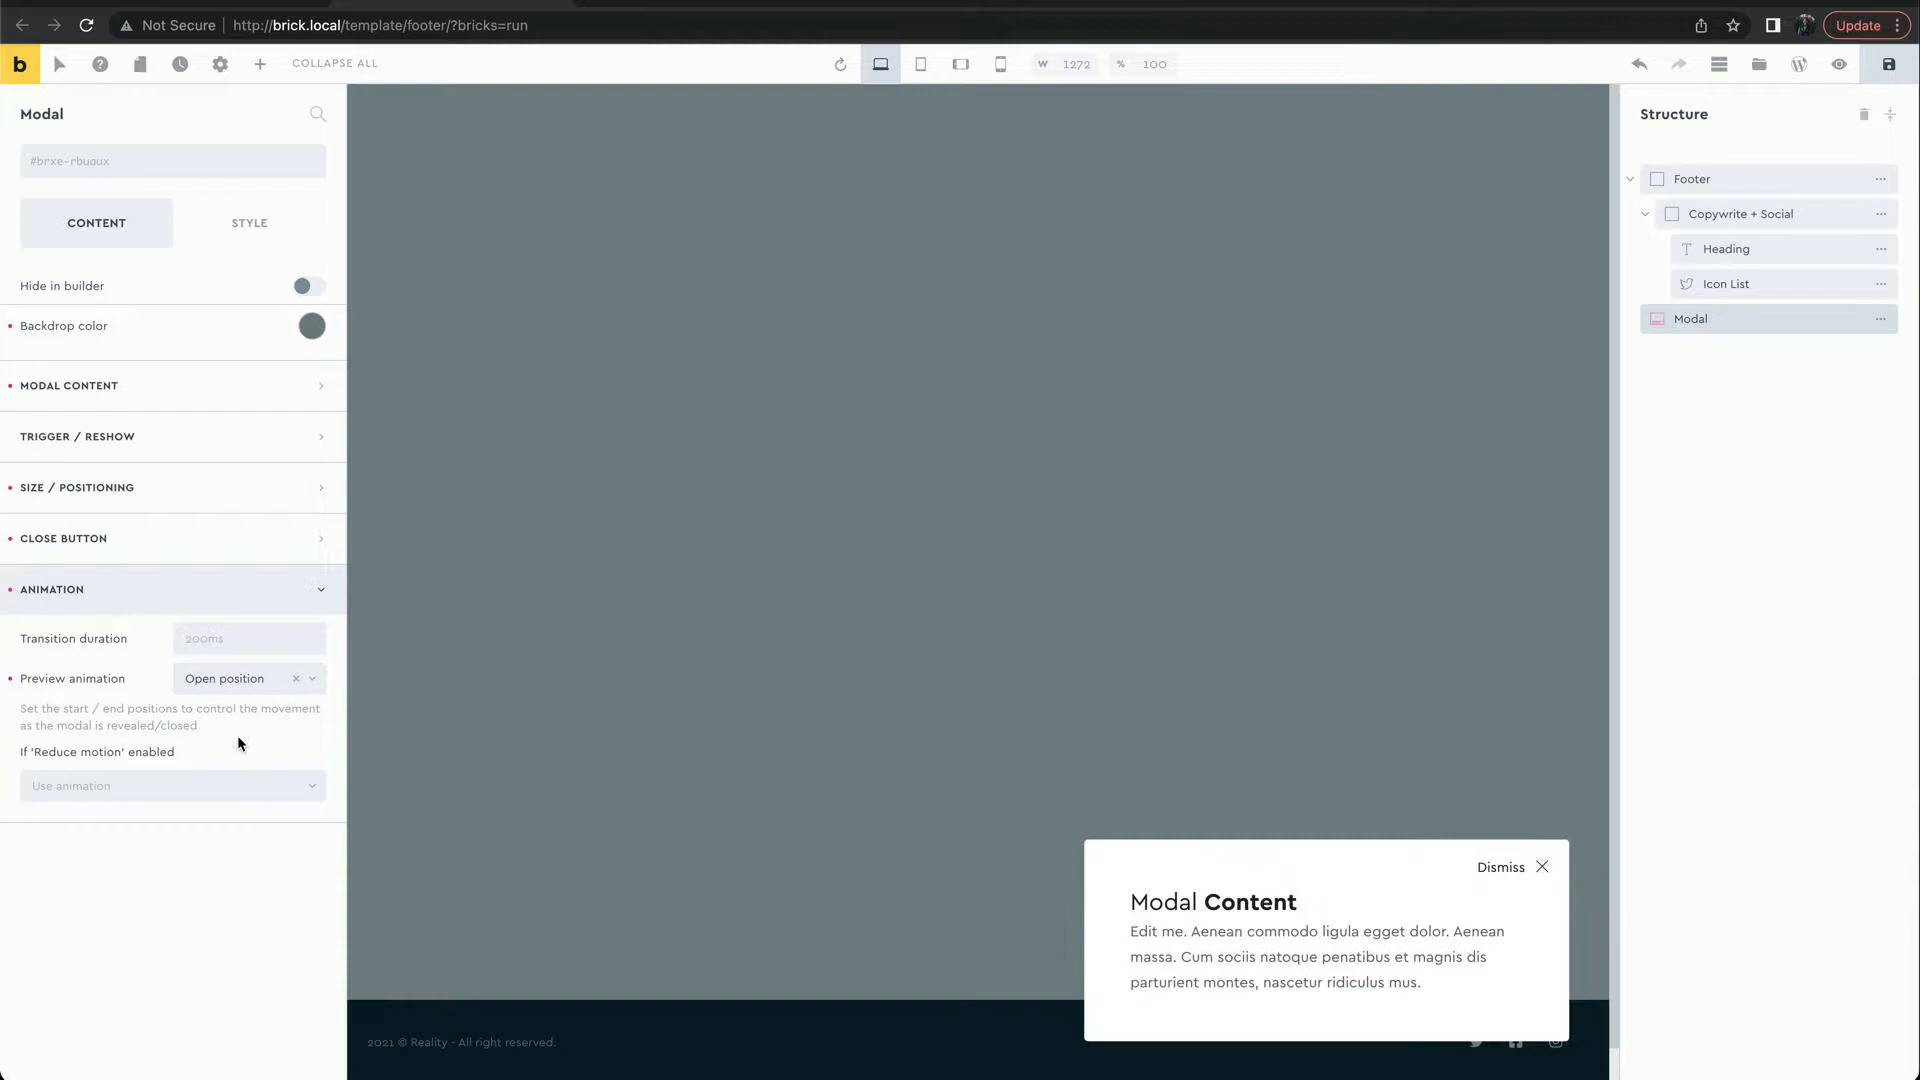 Not Secure http://brick.local/template/footer/?bricks=run Update
b COLLAPSE ALL W 1272 % 100
Modal
#brxe-rbuaux
CONTENT STYLE
Hide in builder
Backdrop color
MODAL CONTENT
TRIGGER / RESHOW
SIZE / POSITIONING
CLOSE BUTTON
ANIMATION
Transition duration 200ms
Preview animation Open position
Set the start / end positions to control the movement
as the modal is revealed/closed
If 'Reduce motion' enabled
Use animation
Dismiss
Modal Content
Edit me. Aenean commodo ligula egget dolor. Aenean
massa. Cum sociis natoque penatibus et magnis dis
parturient montes, nascetur ridiculus mus.
2021 © Reality - All right reserved.
Structure
Footer
Copywrite + Social
Heading
Icon List
Modal